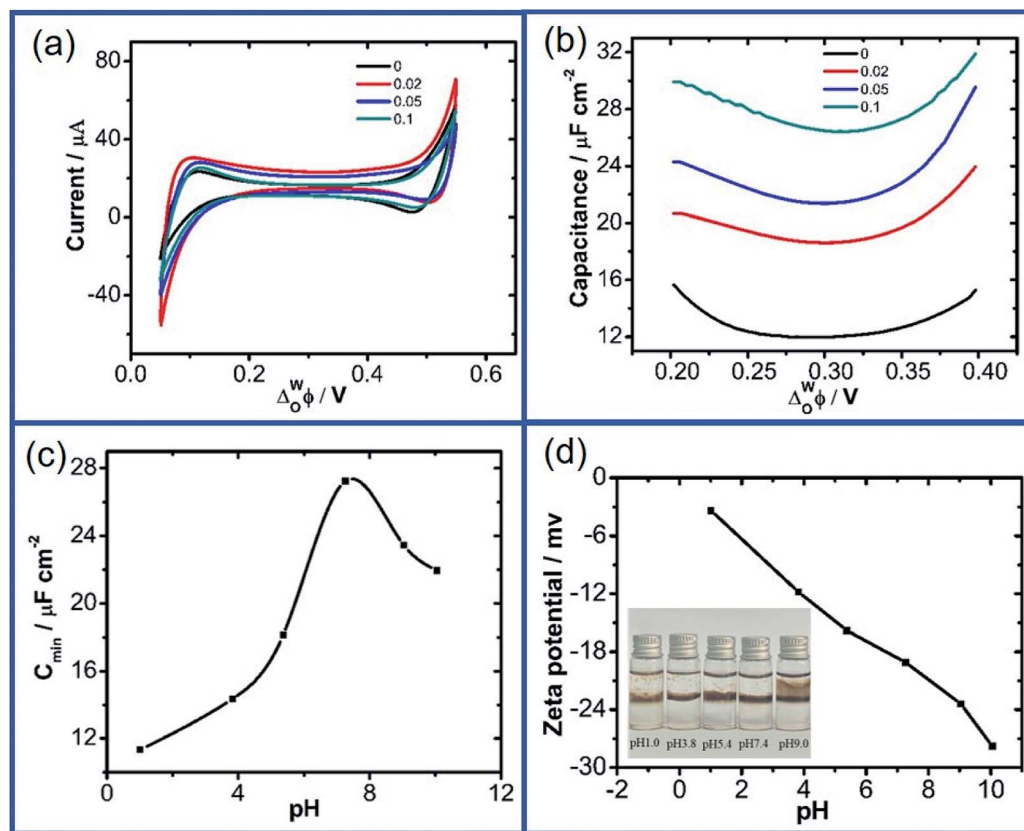 (a)
80
40
0
-40
Current / μA
0
0.02
0.05
0.1
0.0 0.2 0.4 0.6
Δ_O^W ϕ / V
(b)
32
28
24
20
16
12
Capacitance / μF cm⁻²
0
0.02
0.05
0.1
0.20 0.25 0.30 0.35 0.40
Δ_O^W ϕ / V
(c)
28
24
20
16
12
C_min / μF cm⁻²
0 4 8 12
pH
(d)
0
-6
-12
-18
-24
-30
Zeta potential / mv
pH1.0 pH3.8 pH5.4 pH7.4 pH9.0
-2 0 2 4 6 8 10
pH